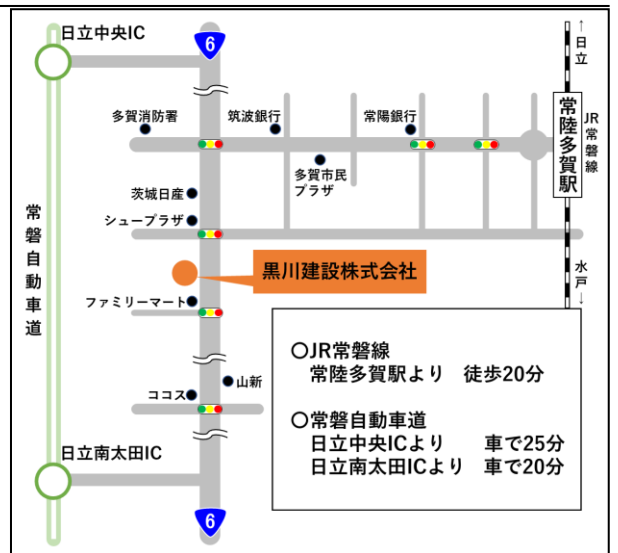 日立中央IC
6
↑日立
多賀消防署
筑波銀行
常陽銀行
常陸多賀駅
JR常磐線
多賀市民
プラザ
茨城日産
シュープラザ
常磐自動車道
黒川建設株式会社
水戸↓
ファミリーマート
○JR常磐線
常陸多賀駅より 徒歩20分
○常磐自動車道
日立中央ICより 車で25分
日立南太田ICより 車で20分
山新
ココス
日立南太田IC
6